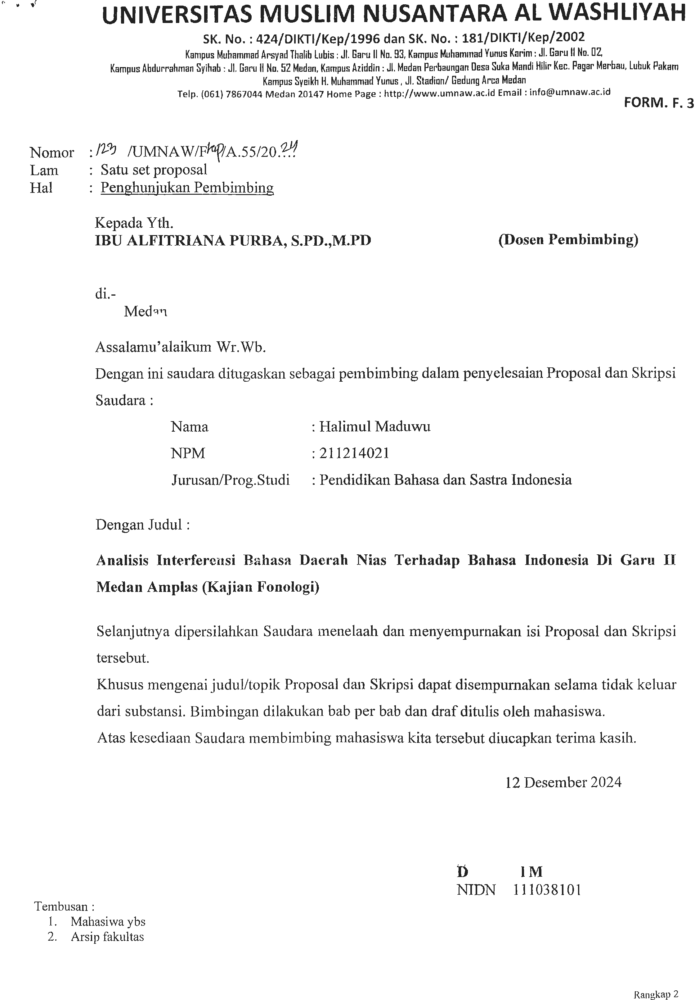 UNIVERSITAS MUSLIM NUSANTARA AL WASHLIYAH
SK. No. : 424/DIKTI/Kep/1996 dan SK. No. : 181/DIKTI/Kep/2002
Kampus Muhammad Arsyad Thalib Lubis : Jl. Garu II No. 93, Kampus Muhammad Yunus Karim : Jl. Garu II No. 02,
Kampus Abdurrahman Syihab : Jl. Garu II No. 52 Medan, Kampus Aziddin : Jl. Medan Perbaungan Desa Suka Mandi Hilir Kec. Pagar Merbau, Lubuk Pakam
Kampus Syeikh H. Muhammad Yunus , Jl. Stadion/ Gedung Arca Medan
Telp. (061) 7867044 Medan 20147 Home Page : http://www.umnaw.ac.id Email : info@umnaw.ac.id
FORM. F. 3
Nomor : 123 /UMNAW/Fkip/A.55/20.24
Lam : Satu set proposal
Hal : Penghunjukan Pembimbing
Kepada Yth.
IBU ALFITRIANA PURBA, S.PD.,M.PD (Dosen Pembimbing)
di.-
Medan
Assalamu’alaikum Wr.Wb.
Dengan ini saudara ditugaskan sebagai pembimbing dalam penyelesaian Proposal dan Skripsi
Saudara :
Nama : Halimul Maduwu
NPM : 211214021
Jurusan/Prog.Studi : Pendidikan Bahasa dan Sastra Indonesia
Dengan Judul :
Analisis Interferensi Bahasa Daerah Nias Terhadap Bahasa Indonesia Di Garu II
Medan Amplas (Kajian Fonologi)
Selanjutnya dipersilahkan Saudara menelaah dan menyempurnakan isi Proposal dan Skripsi
tersebut.
Khusus mengenai judul/topik Proposal dan Skripsi dapat disempurnakan selama tidak keluar
dari substansi. Bimbingan dilakukan bab per bab dan draf ditulis oleh mahasiswa.
Atas kesediaan Saudara membimbing mahasiswa kita tersebut diucapkan terima kasih.
12 Desember 2024
D I M
NIDN 111038101
Tembusan :
1. Mahasiwa ybs
2. Arsip fakultas
Rangkap 2